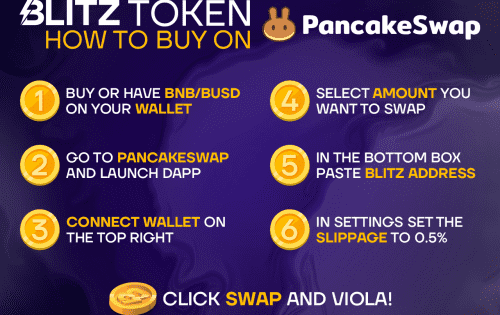 BLITZ TOKEN
HOW TO BUY ON
PancakeSwap
1
BUY OR HAVE BNB/BUSD
ON YOUR WALLET
2
GO TO PANCAKESWAP
AND LAUNCH DAPP
3
CONNECT WALLET ON
THE TOP RIGHT
4
SELECT AMOUNT YOU
WANT TO SWAP
5
IN THE BOTTOM BOX
PASTE BLITZ ADDRESS
6
IN SETTINGS SET THE
SLIPPAGE TO 0.5%
CLICK SWAP AND VIOLA!